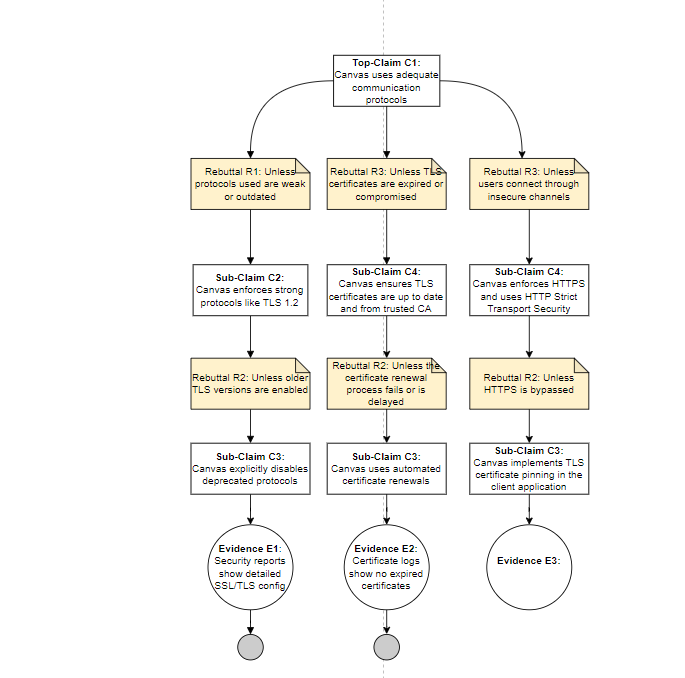 Top-Claim C1:
Canvas uses adequate
communication
protocols
Rebuttal R1: Unless
protocols used are weak
or outdated
Rebuttal R3: Unless TLS
certificates are expired or
compromised
Rebuttal R3: Unless
users connect through
insecure channels
Sub-Claim C2:
Canvas enforces strong
protocols like TLS 1.2
Sub-Claim C4:
Canvas ensures TLS
certificates are up to date
and from trusted CA
Sub-Claim C4:
Canvas enforces HTTPS
and uses HTTP Strict
Transport Security
Rebuttal R2: Unless older
TLS versions are enabled
Rebuttal R2: Unless the
certificate renewal
process fails or is
delayed
Rebuttal R2: Unless
HTTPS is bypassed
Sub-Claim C3:
Canvas explicitly disables
deprecated protocols
Sub-Claim C3:
Canvas uses automated
certificate renewals
Sub-Claim C3:
Canvas implements TLS
certificate pinning in the
client application
Evidence E1:
Security reports
show detailed
SSL/TLS config
Evidence E2:
Certificate logs
show no expired
certificates
Evidence E3: